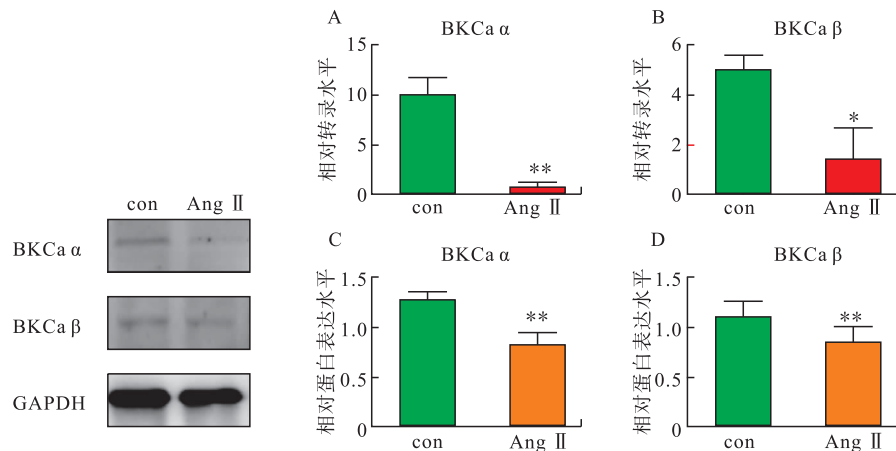 con Ang Ⅱ
BKCa α
BKCa β
GAPDH
A
BKCa α
相对转录水平
15
10
5
0
**
con Ang Ⅱ
B
BKCa β
相对转录水平
6
4
2
0
*
con Ang Ⅱ
C
BKCa α
相对蛋白表达水平
1.5
1.0
0.5
0
**
con Ang Ⅱ
D
BKCa β
相对蛋白表达水平
1.5
1.0
0.5
0
**
con Ang Ⅱ